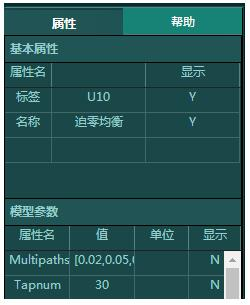 属性 帮助
基本属性
属性名 显示
标签 U10 Y
名称 迫零均衡 Y
模型参数
属性名 值 单位 显示
Multipaths [0.02,0.05,0 N
Tapnum 30 N